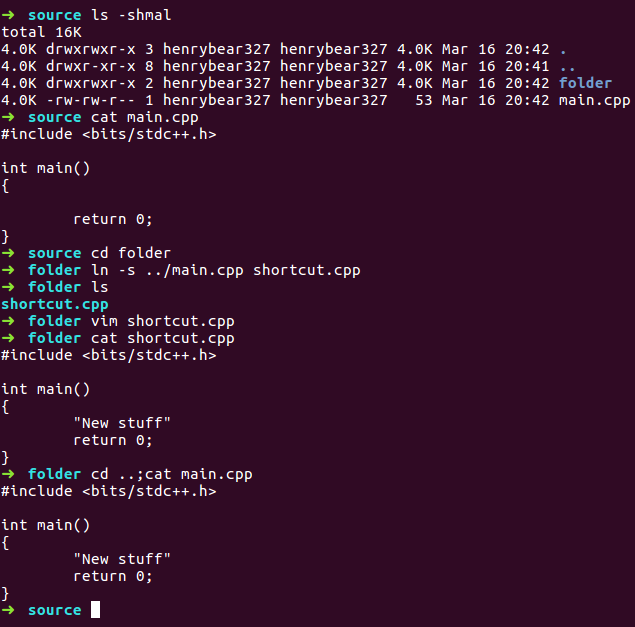 ➜  source ls -shmal
total 16K
4.0K drwxrwxr-x 3 henrybear327 henrybear327 4.0K Mar 16 20:42 .
4.0K drwxr-xr-x 8 henrybear327 henrybear327 4.0K Mar 16 20:41 ..
4.0K drwxrwxr-x 2 henrybear327 henrybear327 4.0K Mar 16 20:42 folder
4.0K -rw-rw-r-- 1 henrybear327 henrybear327   53 Mar 16 20:42 main.cpp
➜  source cat main.cpp
#include <bits/stdc++.h>

int main()
{

        return 0;
}
➜  source cd folder
➜  folder ln -s ../main.cpp shortcut.cpp
➜  folder ls
shortcut.cpp
➜  folder vim shortcut.cpp
➜  folder cat shortcut.cpp
#include <bits/stdc++.h>

int main()
{
        "New stuff"
        return 0;
}
➜  folder cd ..;cat main.cpp
#include <bits/stdc++.h>

int main()
{
        "New stuff"
        return 0;
}
➜  source